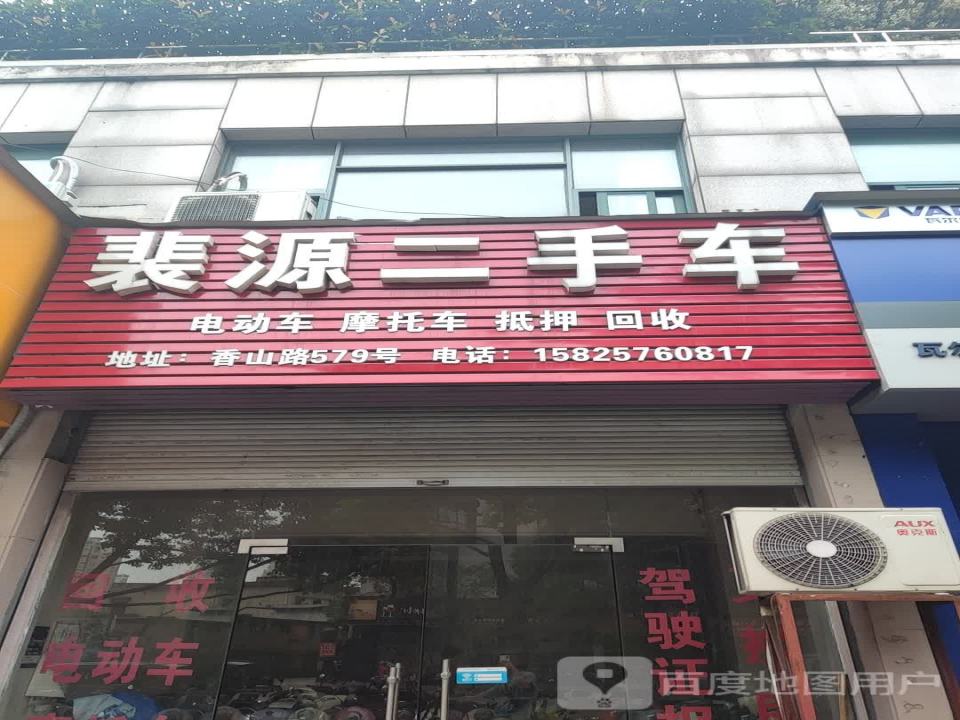 裴源二手车
电动车 摩托车 抵押 回收
地址：香山路579号 电话：15825760817
AUX
奥克斯
回收
电动车
驾驶证报
百度地图用户